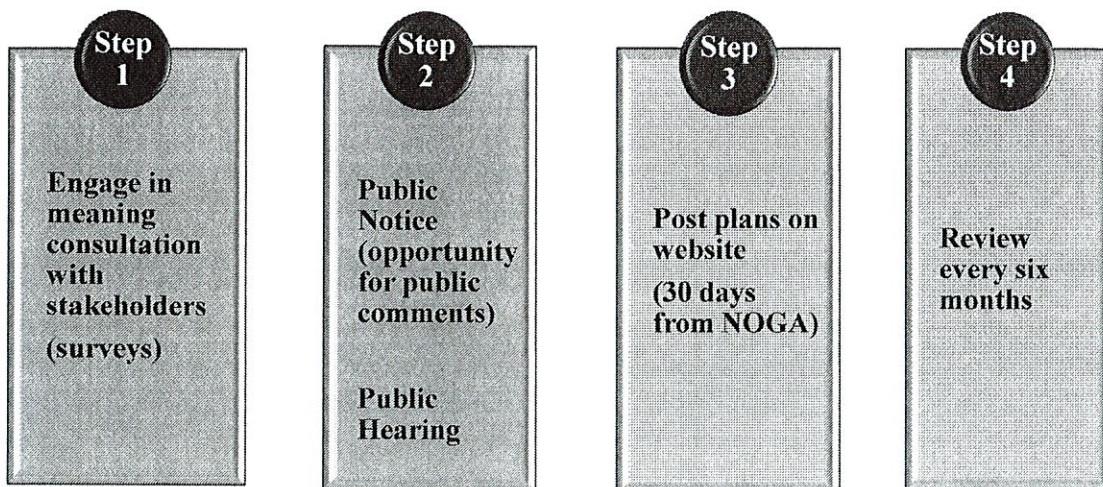 Step
1
Engage in
meaning
consultation
with
stakeholders
(surveys)
Step
2
Public
Notice
(opportunity
for public
comments)
Public
Hearing
Step
3
Post plans on
website
(30 days
from NOGA)
Step
4
Review
every six
months